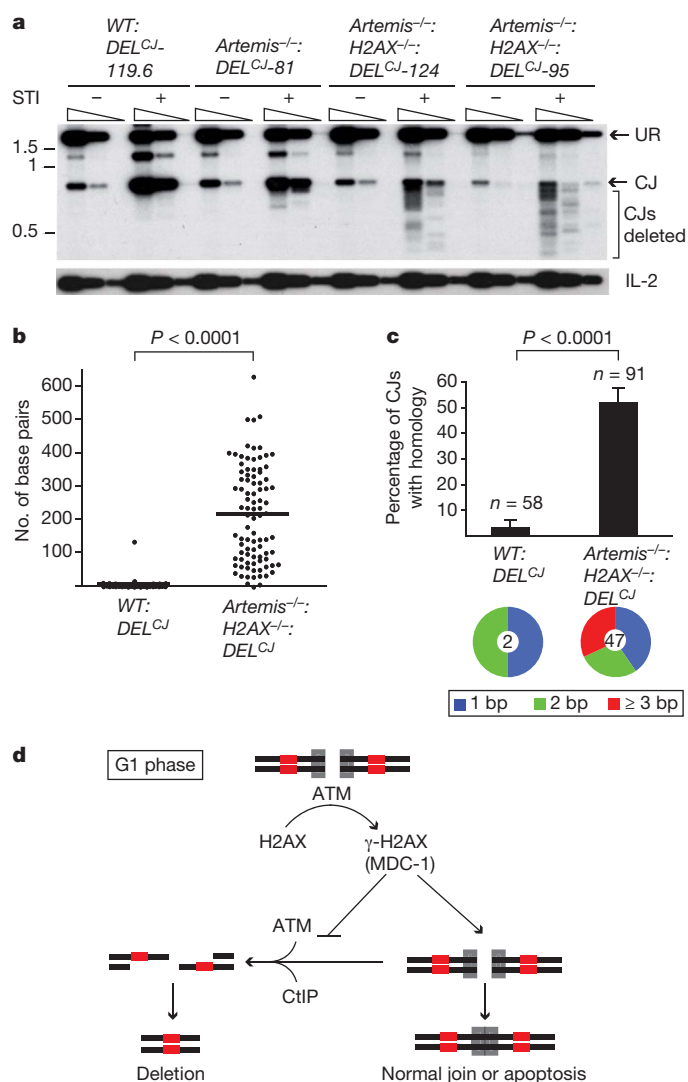 a
WT:
DEL^CJ-
119.6
Artemis–/–:
DEL^CJ-81
Artemis–/–:
H2AX–/–:
DEL^CJ-124
Artemis–/–:
H2AX–/–:
DEL^CJ-95
STI – + – + – + – +
1.5
1
0.5
UR
CJ
CJs
deleted
IL-2
b
P < 0.0001
No. of base pairs
600
500
400
300
200
100
WT:
DEL^CJ
Artemis–/–:
H2AX–/–:
DEL^CJ
c
P < 0.0001
Percentage of CJs
with homology
60
50
40
30
20
10
n = 58
n = 91
WT:
DEL^CJ
Artemis–/–:
H2AX–/–:
DEL^CJ
2
47
1 bp 2 bp ≥ 3 bp
d
G1 phase
ATM
H2AX
γ-H2AX
(MDC-1)
ATM
CtIP
Deletion
Normal join or apoptosis